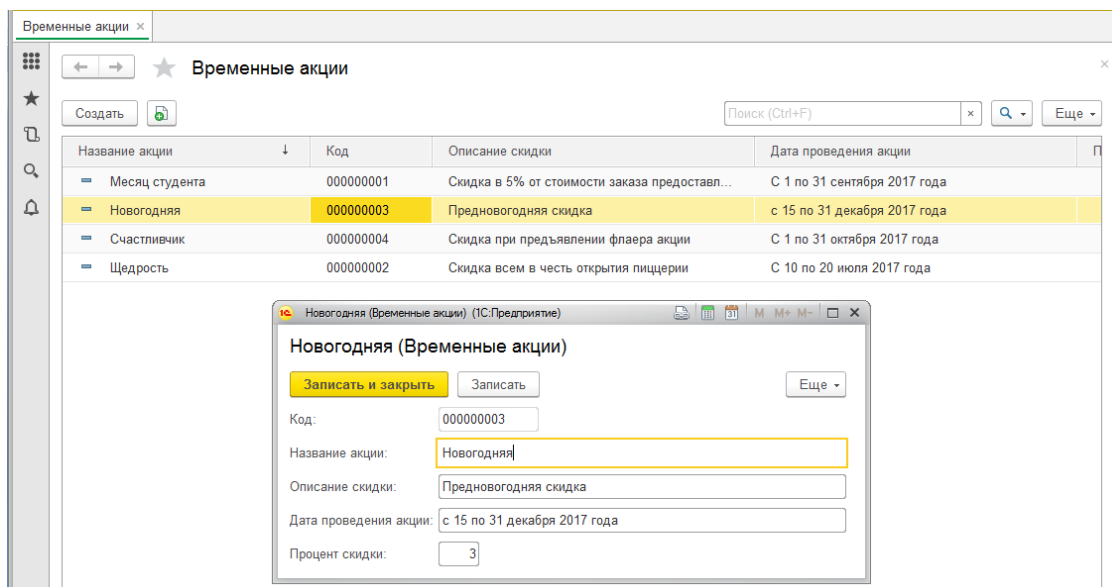 Временные акции ×
Временные акции
Создать Поиск (Ctrl+F) × Еще
Название акции ↓ Код Описание скидки Дата проведения акции П
Месяц студента 000000001 Скидка в 5% от стоимости заказа предоставл... С 1 по 31 сентября 2017 года
Новогодняя 000000003 Предновогодняя скидка с 15 по 31 декабря 2017 года
Счастливчик 000000004 Скидка при предъявлении флаера акции С 1 по 31 октября 2017 года
Щедрость 000000002 Скидка всем в честь открытия пиццерии С 10 по 20 июля 2017 года
1С Новогодняя (Временные акции) (1С:Предприятие) 31 M M+ M-
Новогодняя (Временные акции)
Записать и закрыть Записать Еще
Код: 000000003
Название акции: Новогодняя
Описание скидки: Предновогодняя скидка
Дата проведения акции: с 15 по 31 декабря 2017 года
Процент скидки: 3